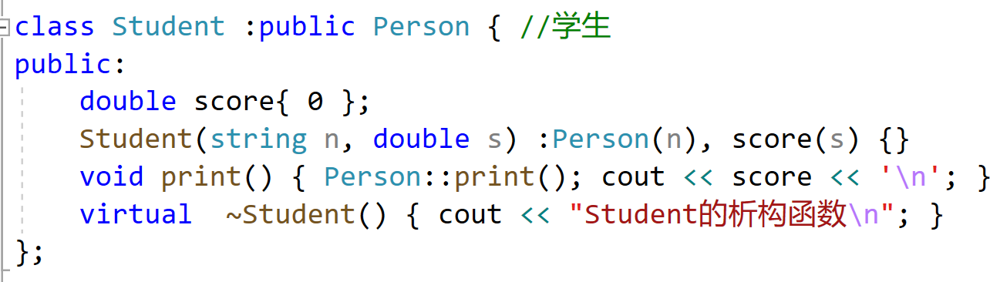 class Student :public Person { //学生
public:
    double score{ 0 };
    Student(string n, double s) :Person(n), score(s) {}
    void print() { Person::print(); cout << score << '\n'; }
    virtual  ~Student() { cout << "Student的析构函数\n"; }
};